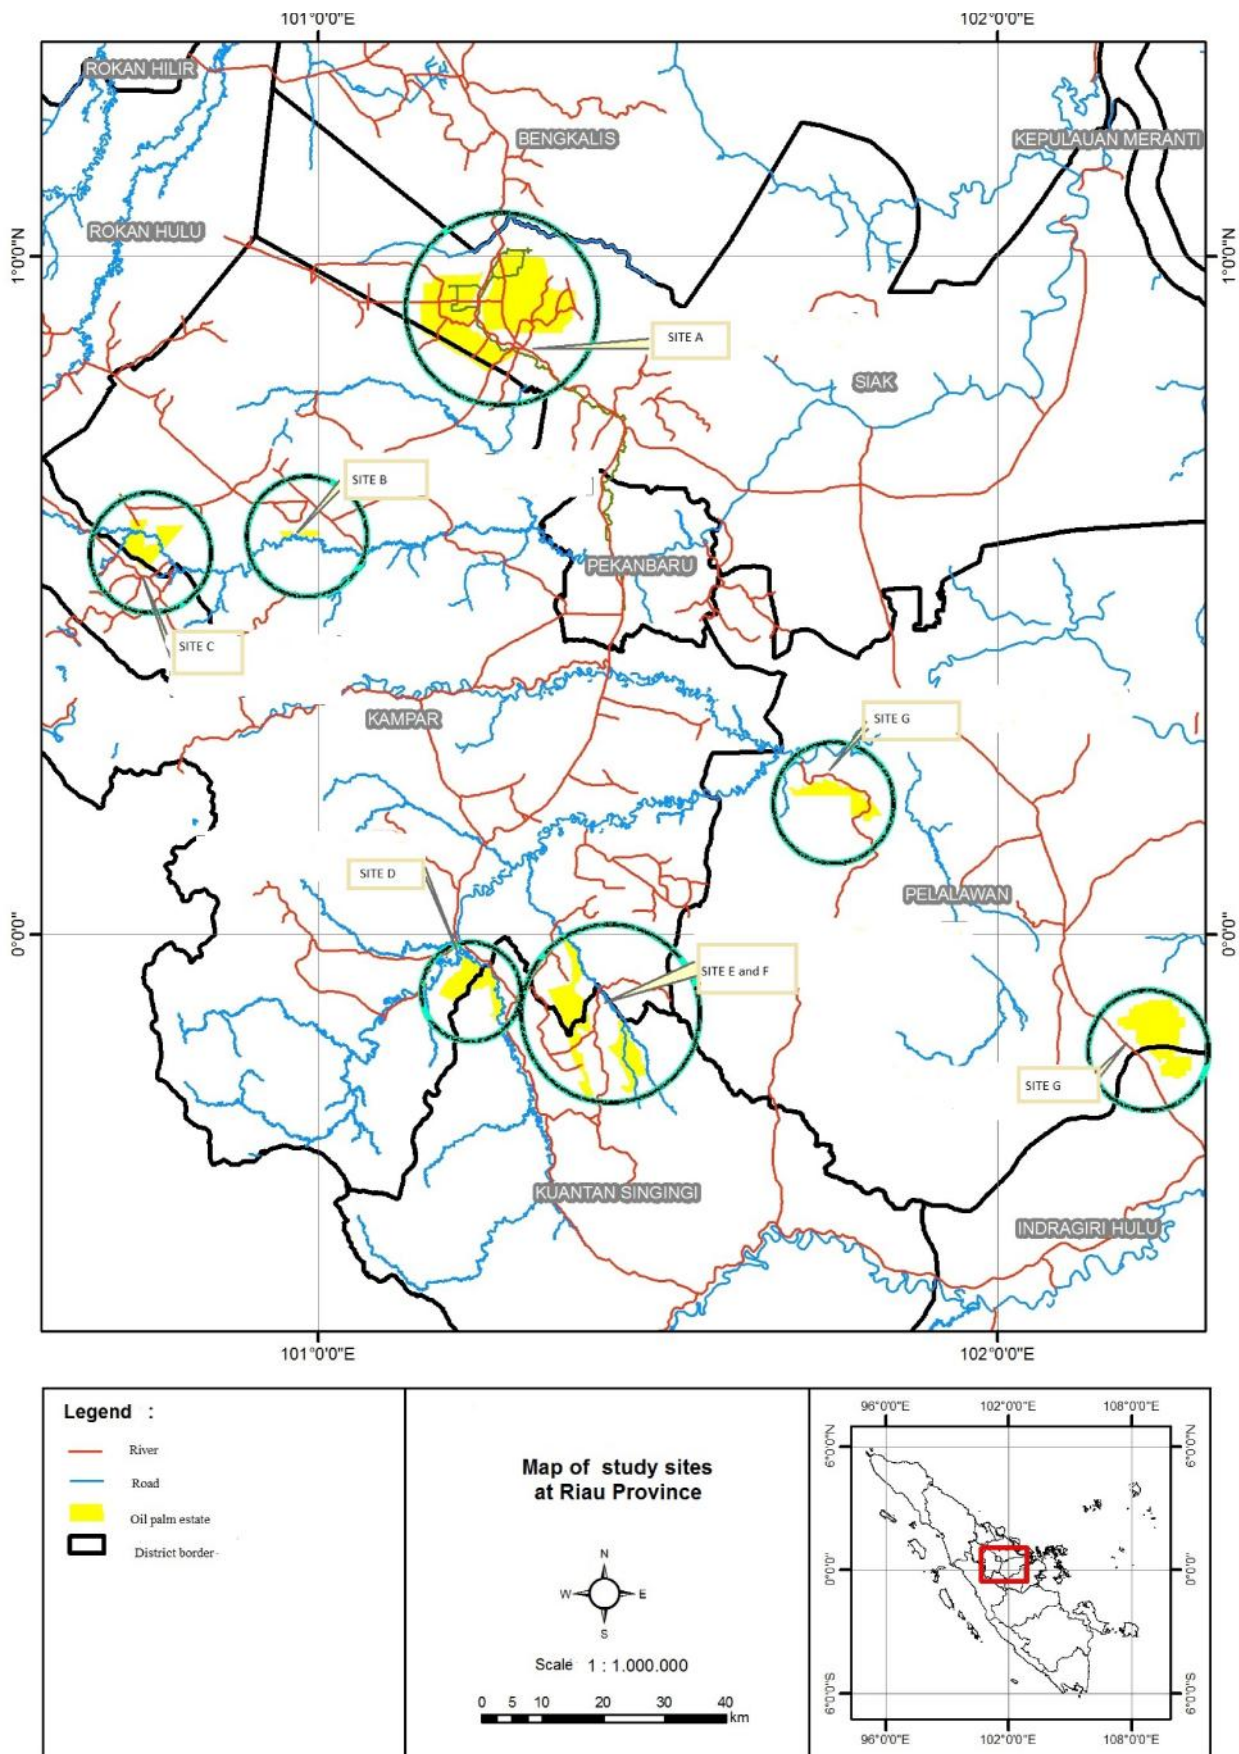 101°0'0"E 102°0'0"E
ROKAN HILIR
BENGKALIS
KEPULAUAN MERANTI
ROKAN HULU
1°0'0"N 1°0'0"N
SITE A
SIAK
SITE B
PEKANBARU
SITE C
KAMPAR
SITE G
SITE D
PELALAWAN
0°0'0" 0°0'0"
SITE E and F
SITE G
KUANTAN SINGINGI
INDRAGIRI HULU
101°0'0"E 102°0'0"E
Legend :
River
Road
Oil palm estate
District border
Map of study sites
at Riau Province
N
W E
S
Scale 1 : 1.000.000
0 5 10 20 30 40
km
96°0'0"E 102°0'0"E 108°0'0"E
6°0'0"N 6°0'0"N
0°0'0" 0°0'0"
6°0'0"S 6°0'0"S
96°0'0"E 102°0'0"E 108°0'0"E